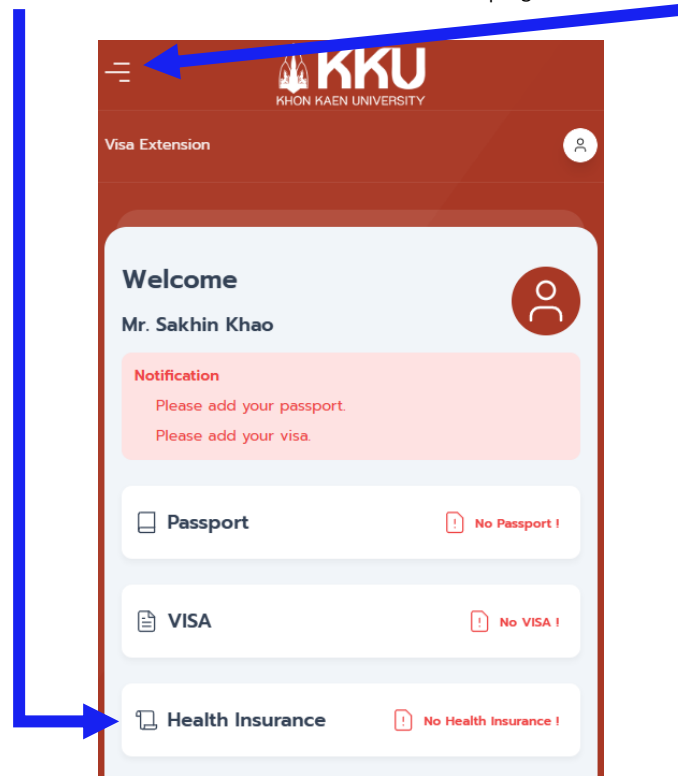 KKU
KHON KAEN UNIVERSITY
Visa Extension
Welcome
Mr. Sakhin Khao
Notification
Please add your passport.
Please add your visa.
Passport
No Passport !
VISA
No VISA !
Health Insurance
No Health Insurance !